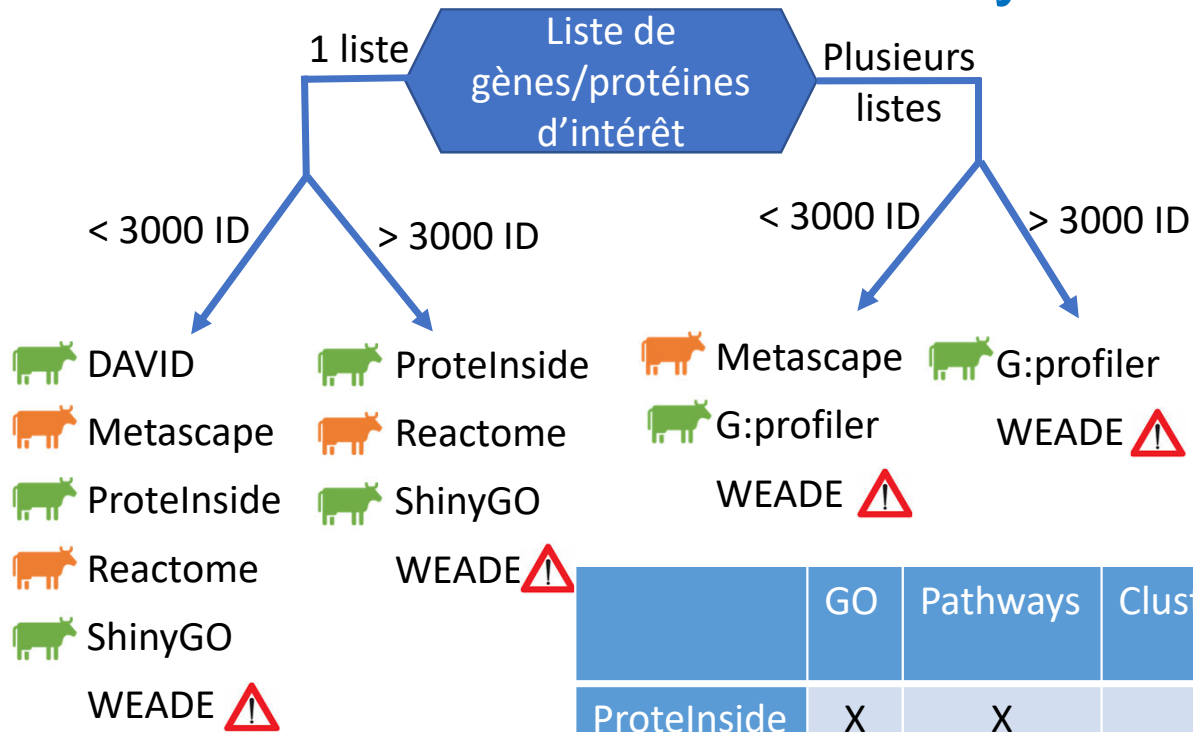 Liste de
gènes/protéines
d'intérêt
1 liste
Plusieurs
listes
< 3000 ID
> 3000 ID
< 3000 ID
> 3000 ID
DAVID
Metascape
ProteInside
Reactome
ShinyGO
WEADE
ProteInside
Reactome
ShinyGO
WEADE
Metascape
G:profiler
WEADE
G:profiler
WEADE
GO Pathways Clust
ProteInside X X